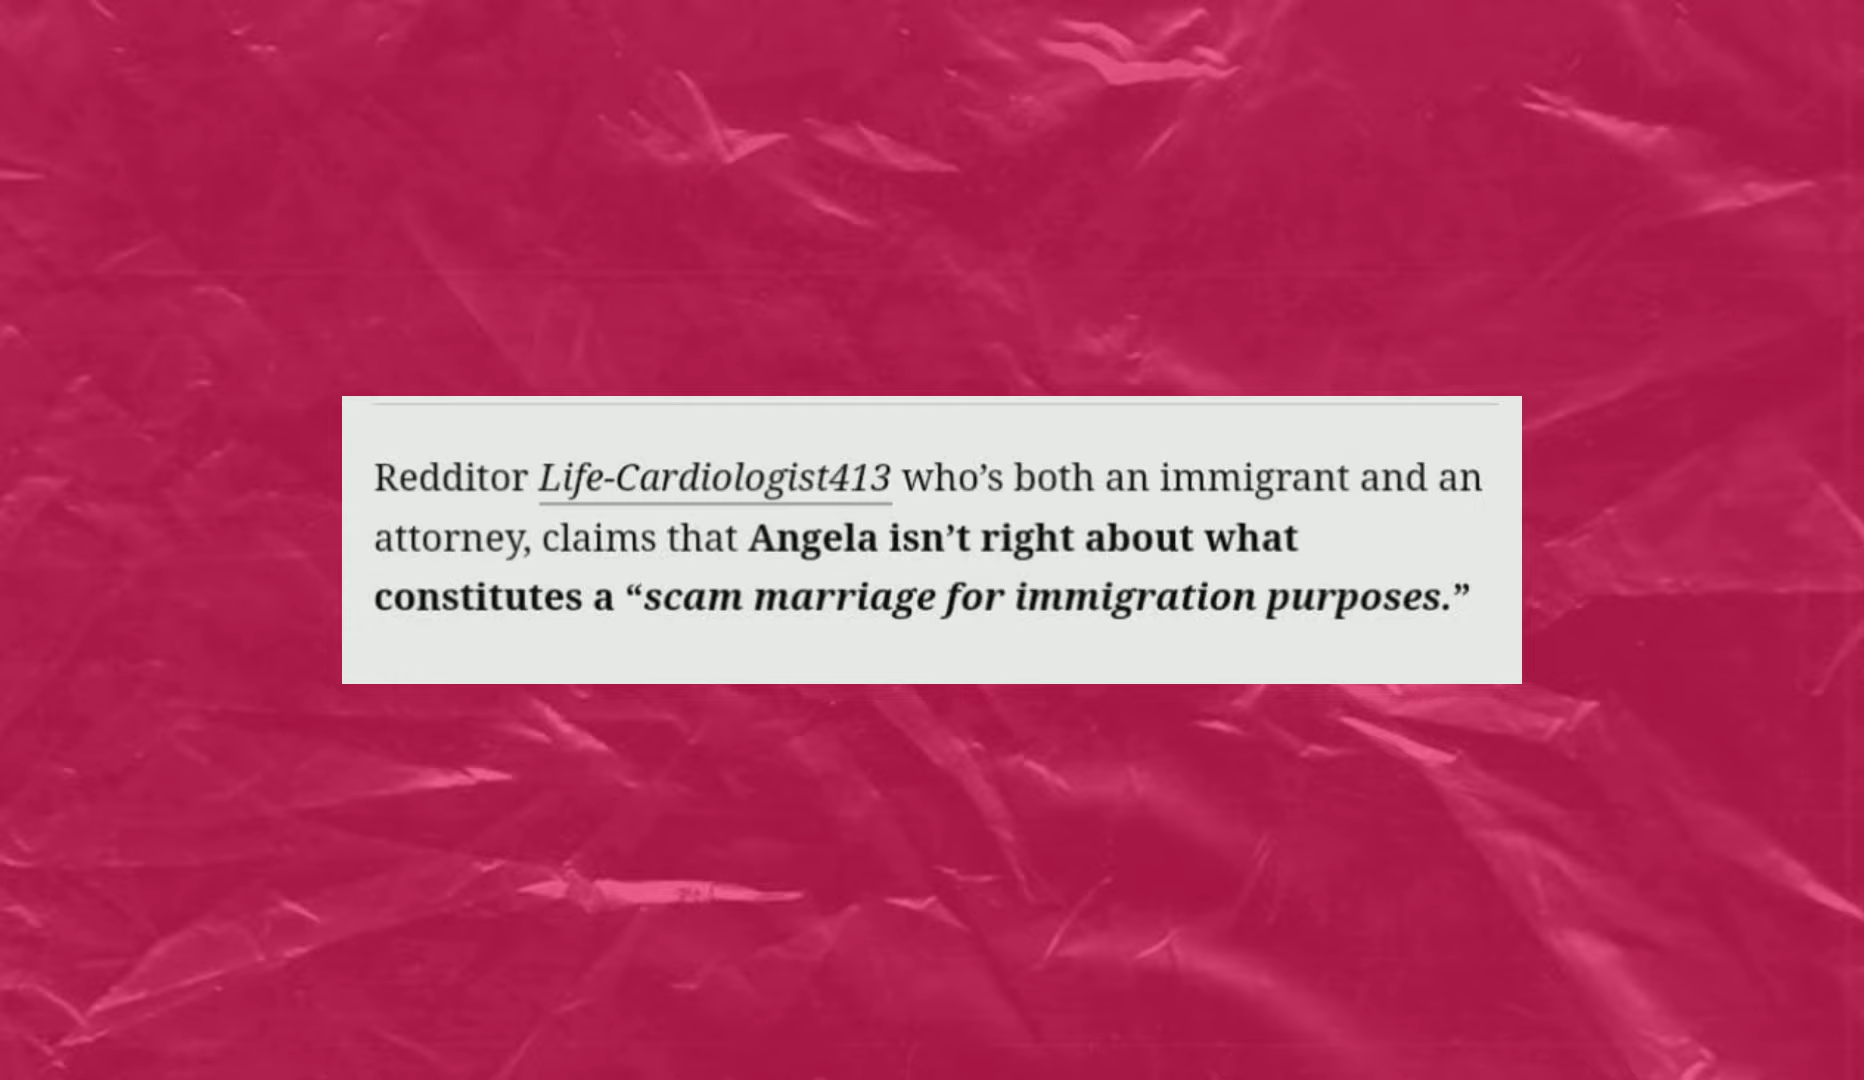 Redditor Life-Cardiologist413 who’s both an immigrant and an
attorney, claims that Angela isn’t right about what
constitutes a “scam marriage for immigration purposes.”